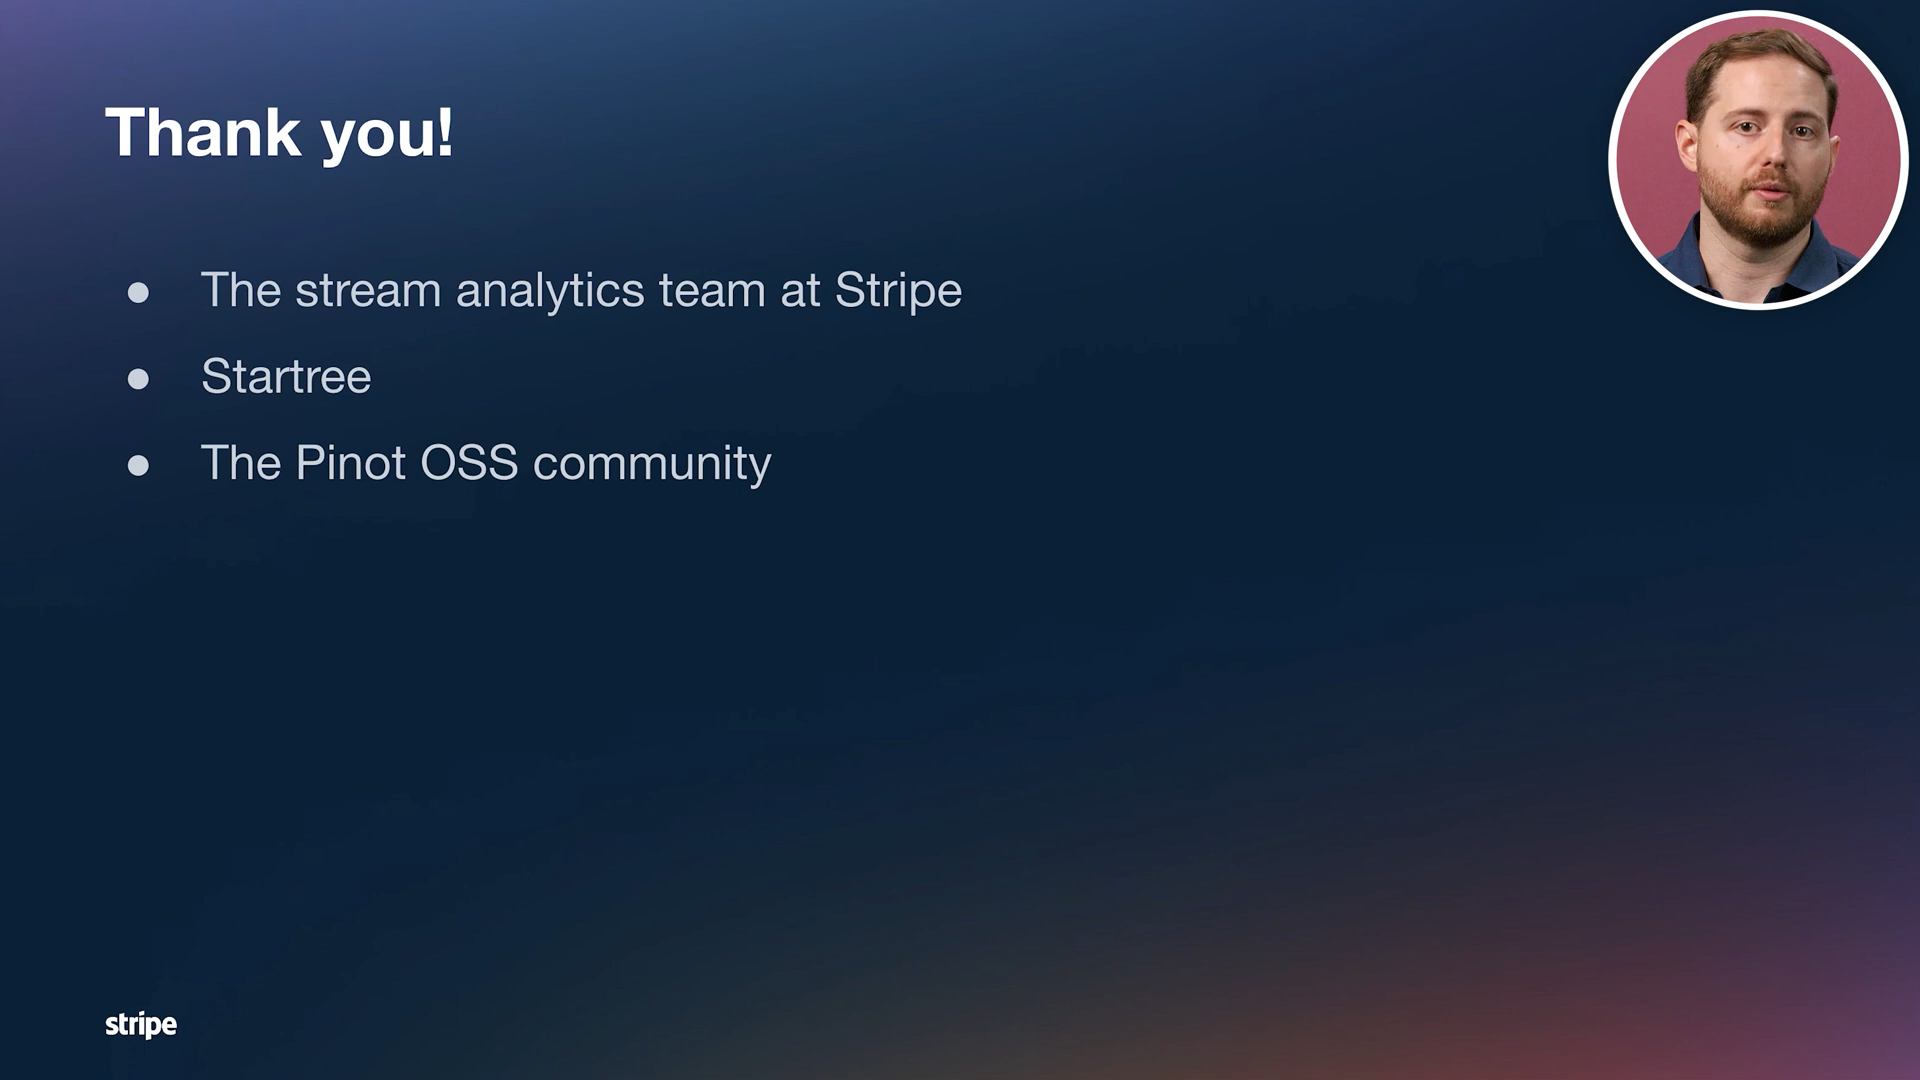 Thank you!
● The stream analytics team at Stripe
● Startree
● The Pinot OSS community
stripe